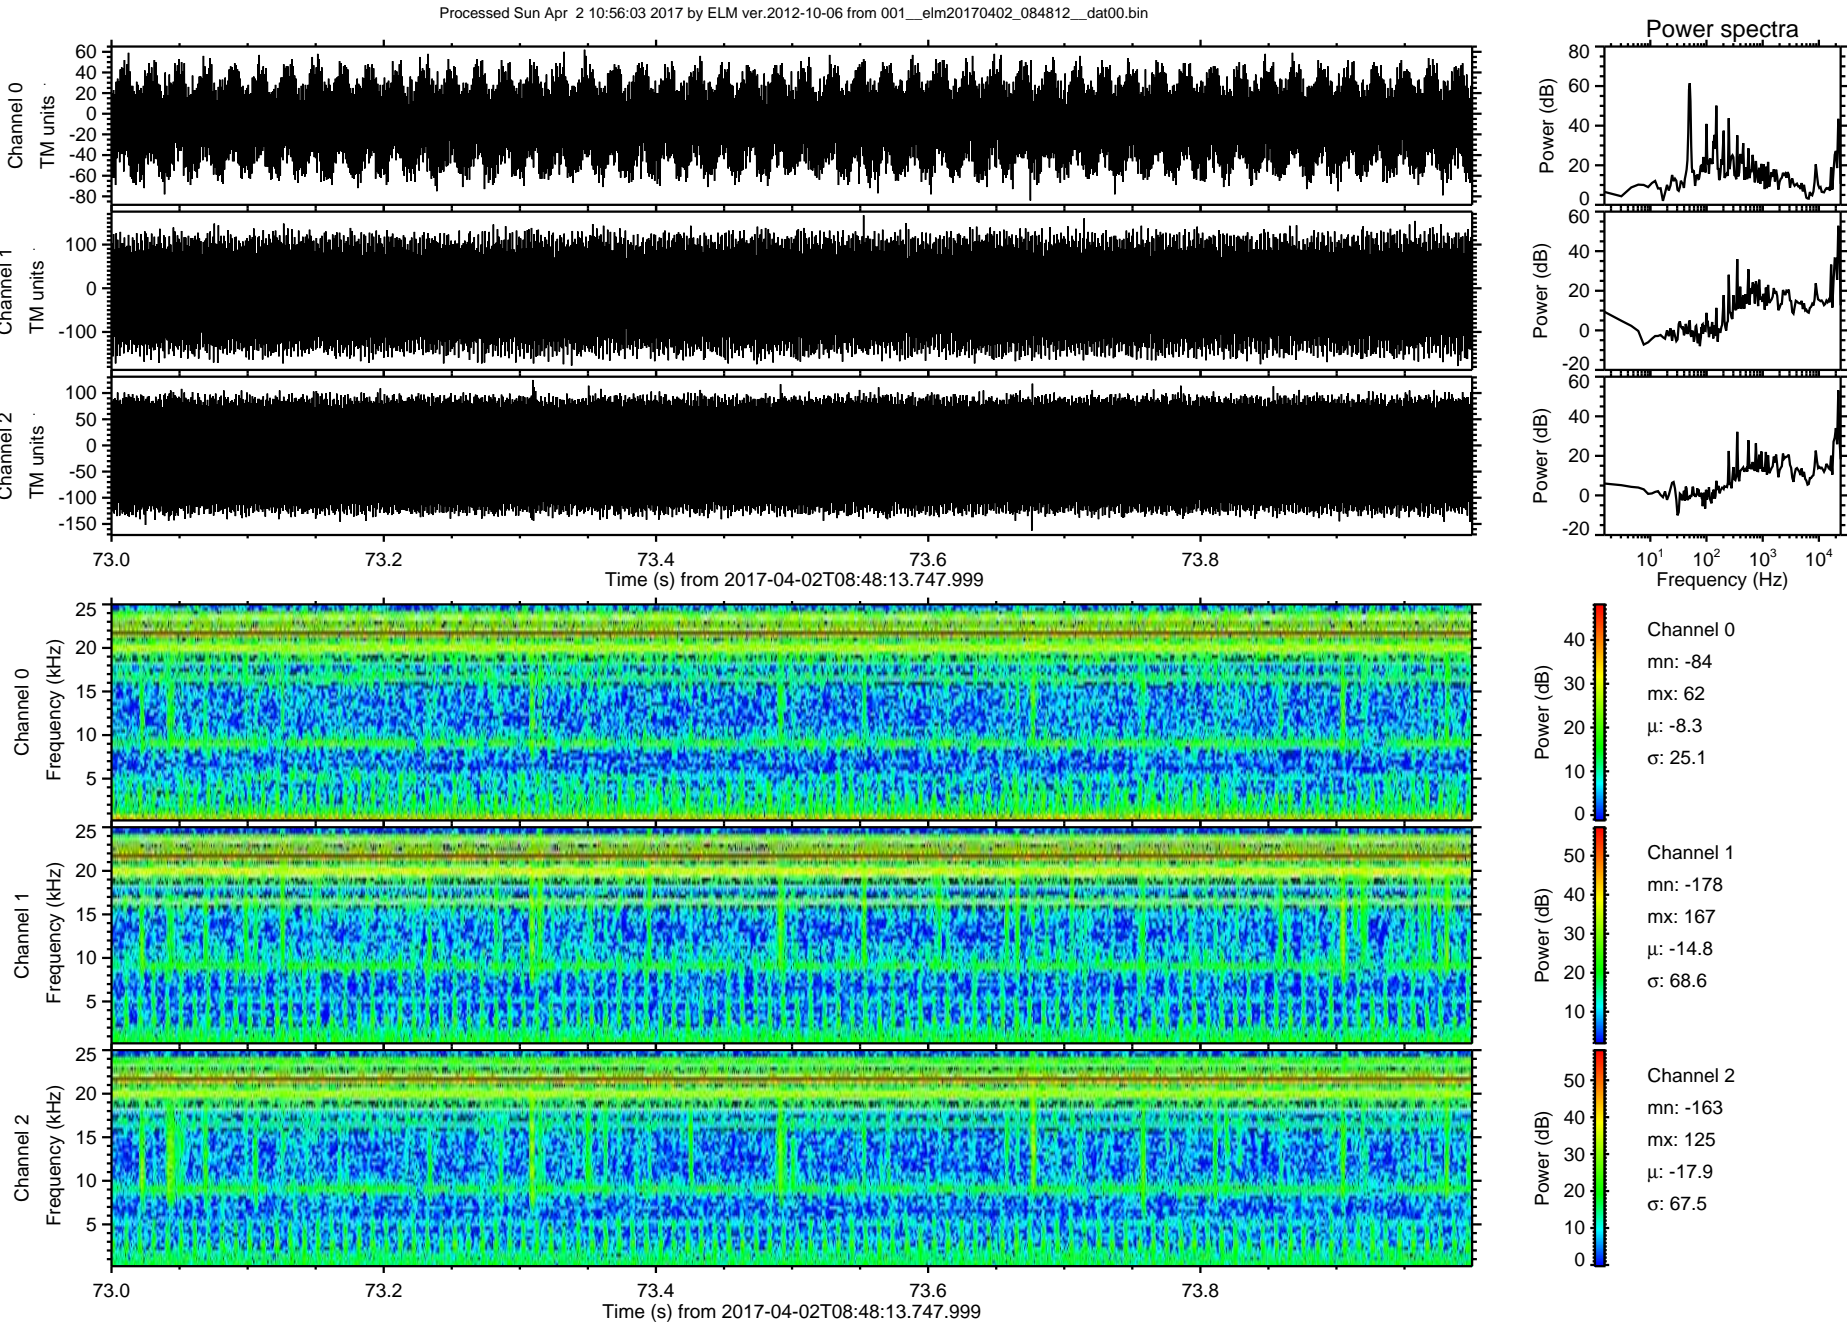 Processed Sun Apr  2 10:56:03 2017 by ELM ver.2012-10-06 from 001__elm20170402_084812__dat00.bin
Power spectra
Channel 0
TM units
60
40
20
0
-20
-40
-60
-80
Power (dB)
80
60
40
20
0
Channel 1
TM units
100
0
-100
Power (dB)
60
40
20
0
-20
Channel 2
TM units
100
50
0
-50
-100
-150
Power (dB)
60
40
20
0
-20
73.0 73.2 73.4 73.6 73.8
Time (s) from 2017-04-02T08:48:13.747.999
10^1 10^2 10^3 10^4
Frequency (Hz)
Channel 0
Frequency (kHz)
25
20
15
10
5
Power (dB)
40
30
20
10
0
Channel 0
mn: -84
mx: 62
μ: -8.3
σ: 25.1
Channel 1
Frequency (kHz)
25
20
15
10
5
Power (dB)
50
40
30
20
10
Channel 1
mn: -178
mx: 167
μ: -14.8
σ: 68.6
Channel 2
Frequency (kHz)
25
20
15
10
5
Power (dB)
50
40
30
20
10
0
Channel 2
mn: -163
mx: 125
μ: -17.9
σ: 67.5
73.0 73.2 73.4 73.6 73.8
Time (s) from 2017-04-02T08:48:13.747.999